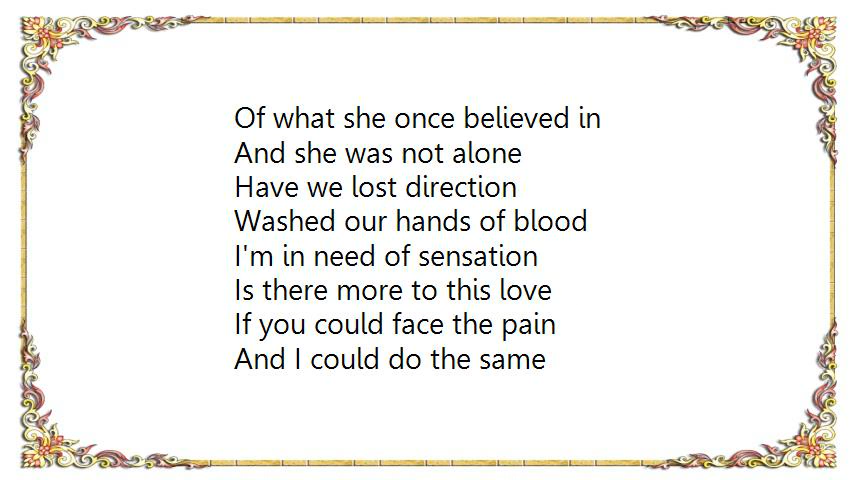 Of what she once believed in
And she was not alone
Have we lost direction
Washed our hands of blood
I'm in need of sensation
Is there more to this love
If you could face the pain
And I could do the same